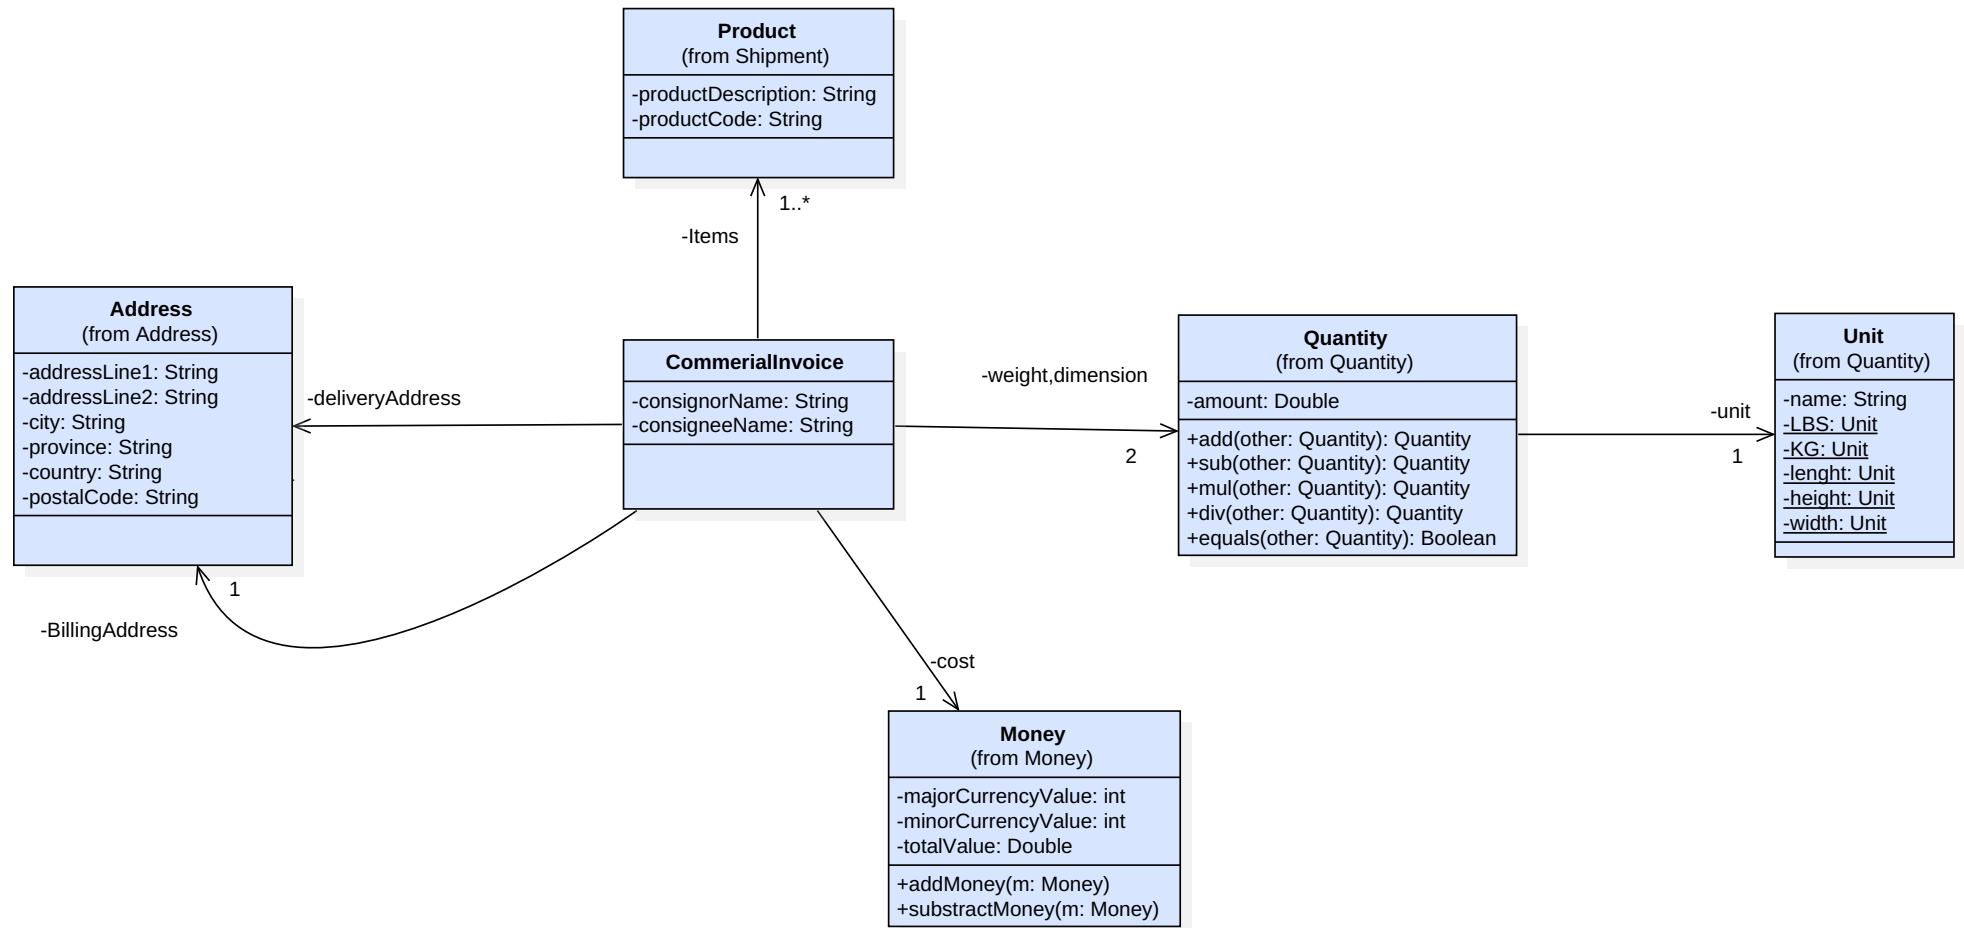 Product
(from Shipment)
-productDescription: String
-productCode: String
1..*
-Items
Address
(from Address)
-addressLine1: String
-addressLine2: String
-city: String
-province: String
-country: String
-postalCode: String
-deliveryAddress
CommerialInvoice
-consignorName: String
-consigneeName: String
-weight,dimension
2
Quantity
(from Quantity)
-amount: Double
+add(other: Quantity): Quantity
+sub(other: Quantity): Quantity
+mul(other: Quantity): Quantity
+div(other: Quantity): Quantity
+equals(other: Quantity): Boolean
-unit
1
Unit
(from Quantity)
-name: String
-LBS: Unit
-KG: Unit
-lenght: Unit
-height: Unit
-width: Unit
1
-BillingAddress
-cost
1
Money
(from Money)
-majorCurrencyValue: int
-minorCurrencyValue: int
-totalValue: Double
+addMoney(m: Money)
+substractMoney(m: Money)